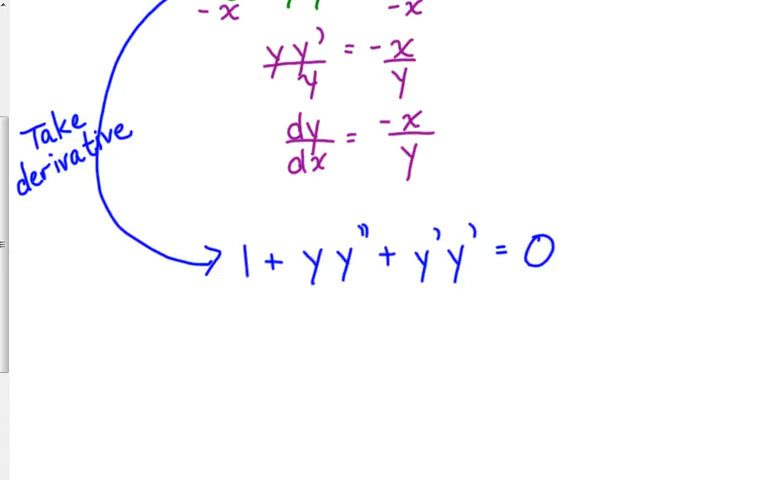 -x -x
yy' = -x/y
y
dy/dx = -x/y
Take
derivative
1 + yy" + y'y' = 0